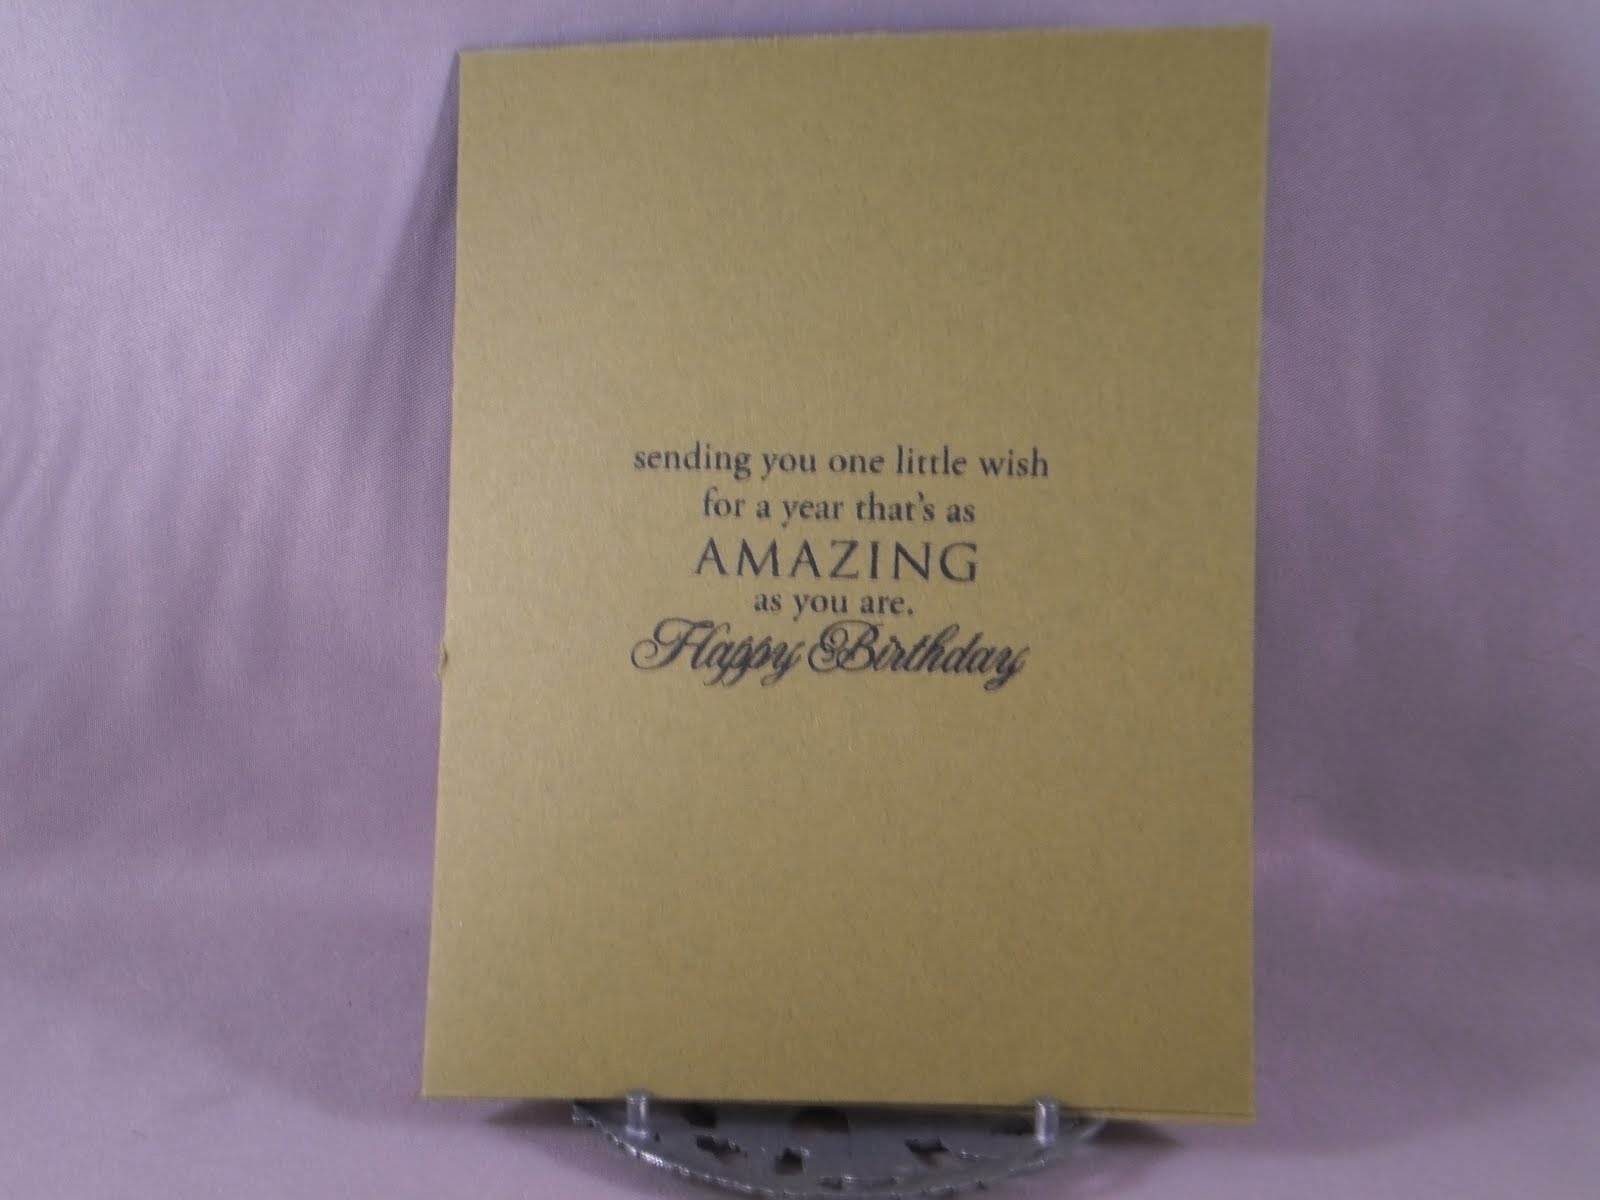 sending you one little wish
for a year that's as
AMAZING
as you are.
Happy Birthday